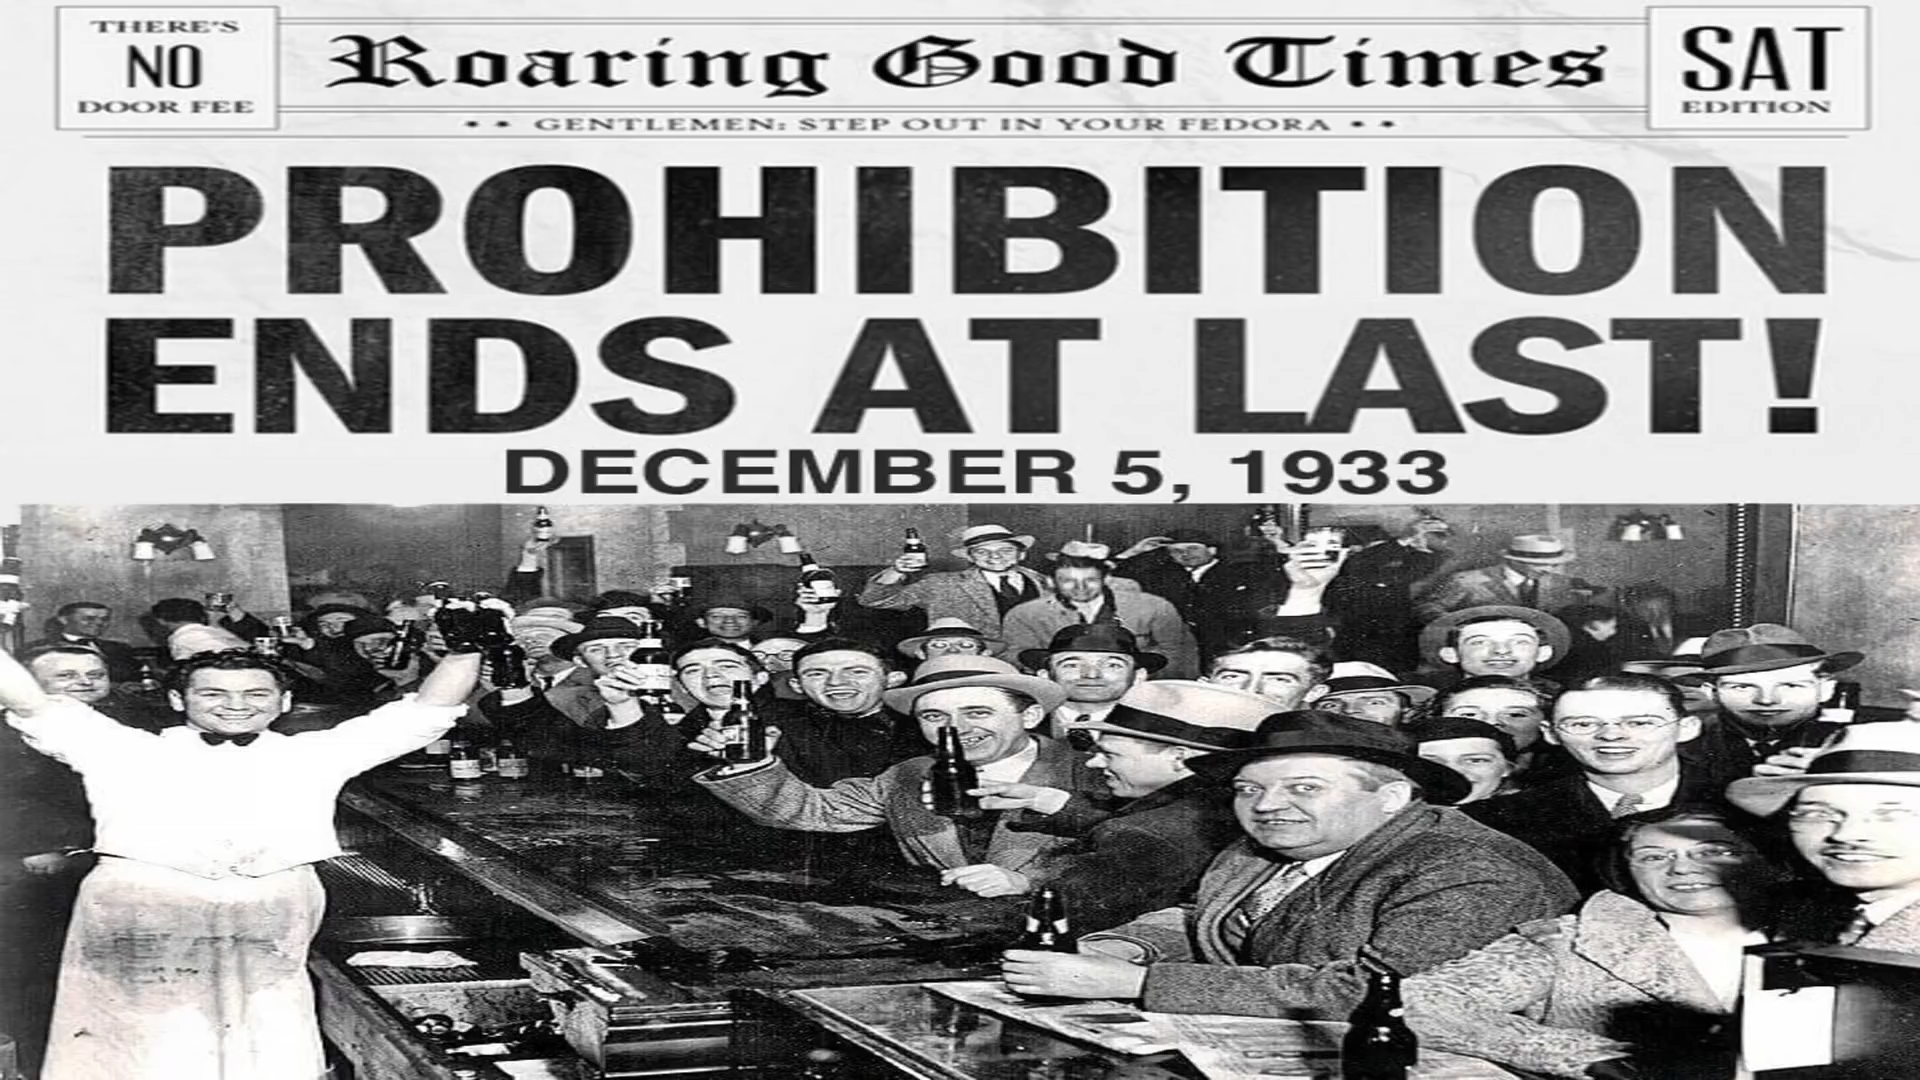 THERE'S
NO
DOOR FEE
Roaring Good Times
SAT
EDITION
GENTLEMEN: STEP OUT IN YOUR FEDORA
PROHIBITION
ENDS AT LAST!
DECEMBER 5, 1933